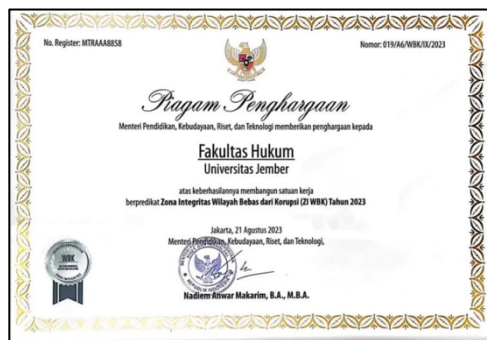 No. Register: MTRAAA8858
Nomor: 019/A6/WBK/IX/2023
Piagam Penghargaan
Menteri Pendidikan, Kebudayaan, Riset, dan Teknologi memberikan penghargaan kepada
Fakultas Hukum
Universitas Jember
atas keberhasilannya membangun satuan kerja
berpredikat Zona Integritas Wilayah Bebas dari Korupsi (ZI WBK) Tahun 2023
Jakarta, 21 Agustus 2023
Menteri Pendidikan, Kebudayaan, Riset, dan Teknologi,
WBK
REPUBLIK INDONESIA
Nadiem Anwar Makarim, B.A., M.B.A.